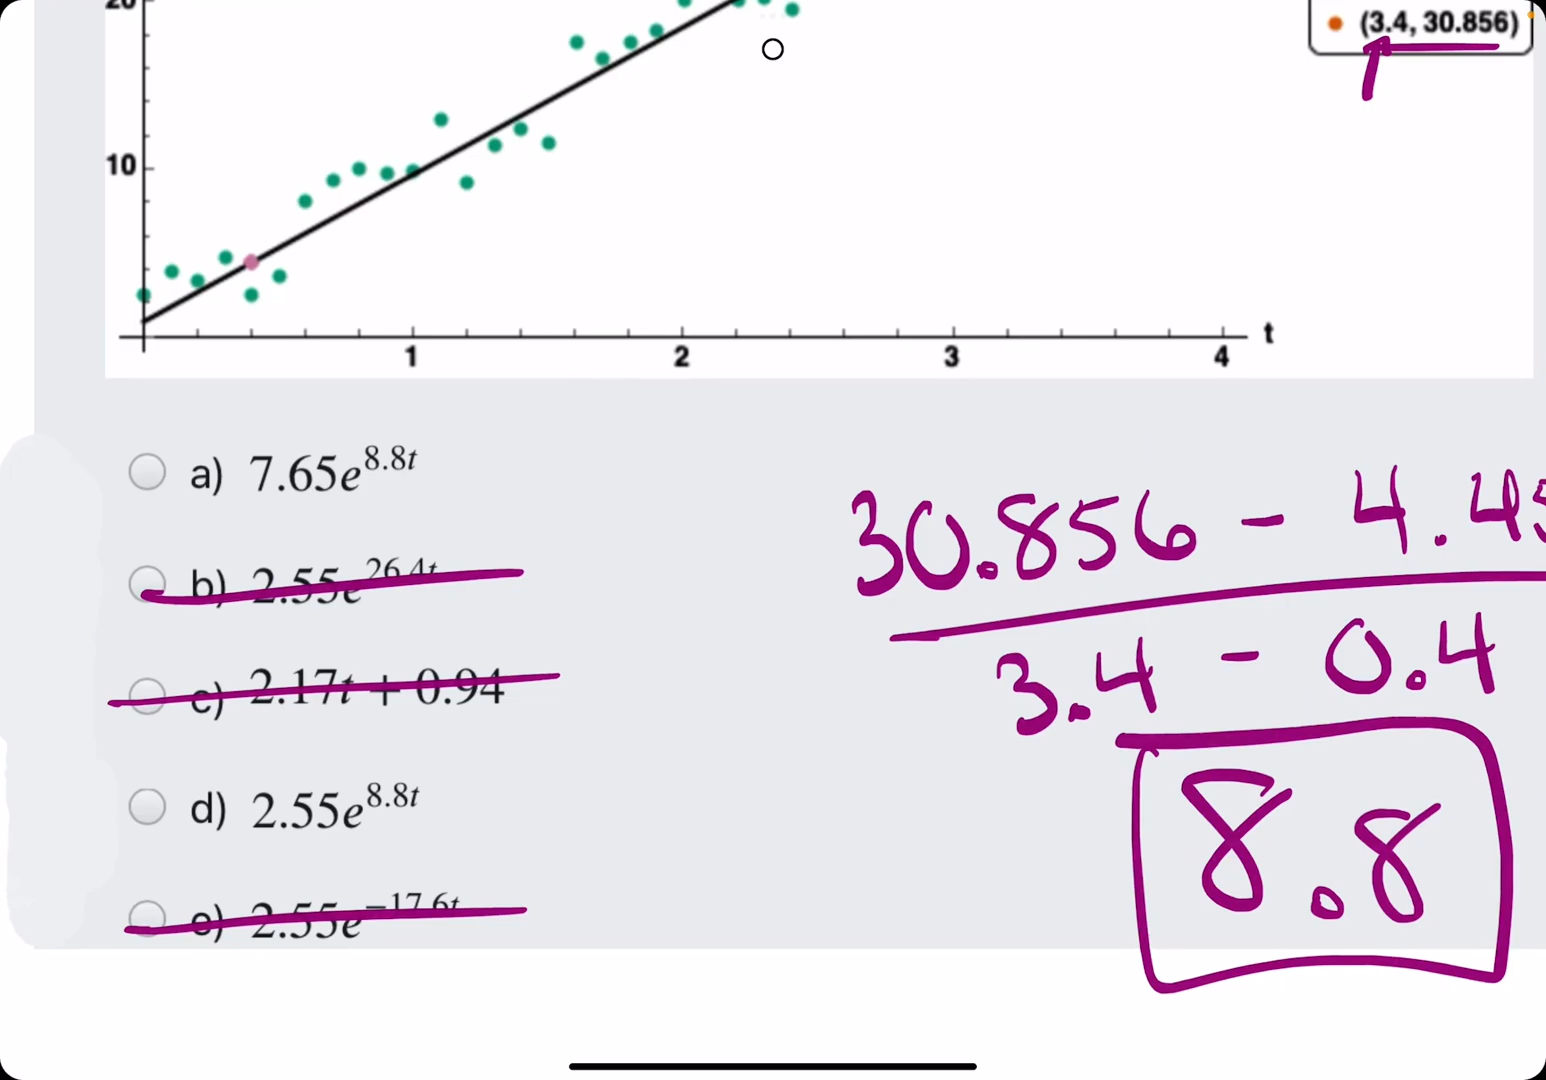 20
(3.4, 30.856)
10
1 2 3 4 t
a) 7.65e^{8.8t}
b) 2.55e^{26.4t}
c) 2.17t + 0.94
d) 2.55e^{8.8t}
e) 2.55e^{-17.6t}
30.856 - 4.45
3.4 - 0.4
8.8